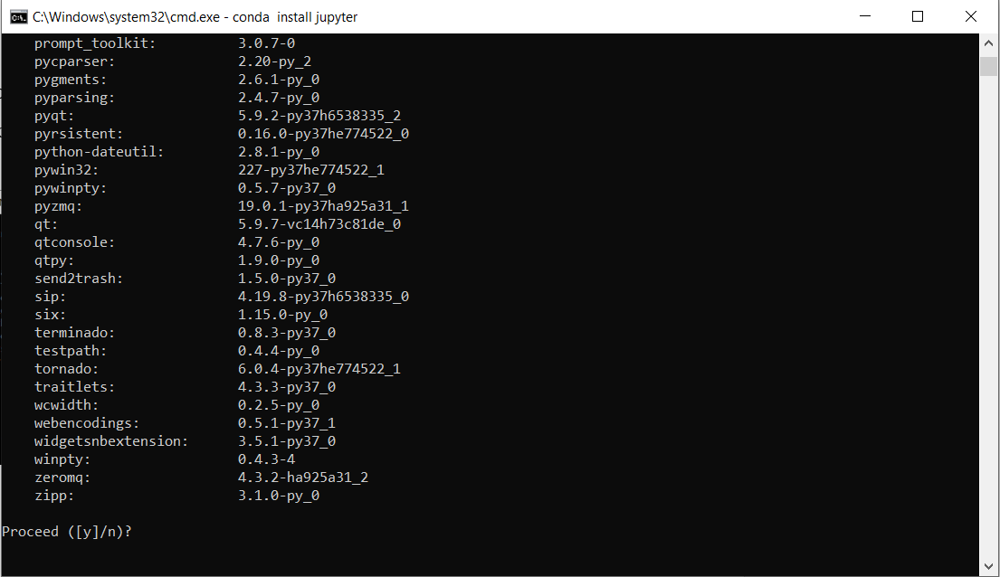 C:\Windows\system32\cmd.exe - conda  install jupyter
prompt_toolkit: 3.0.7-0
pycparser: 2.20-py_2
pygments: 2.6.1-py_0
pyparsing: 2.4.7-py_0
pyqt: 5.9.2-py37h6538335_2
pyrsistent: 0.16.0-py37he774522_0
python-dateutil: 2.8.1-py_0
pywin32: 227-py37he774522_1
pywinpty: 0.5.7-py37_0
pyzmq: 19.0.1-py37ha925a31_1
qt: 5.9.7-vc14h73c81de_0
qtconsole: 4.7.6-py_0
qtpy: 1.9.0-py_0
send2trash: 1.5.0-py37_0
sip: 4.19.8-py37h6538335_0
six: 1.15.0-py_0
terminado: 0.8.3-py37_0
testpath: 0.4.4-py_0
tornado: 6.0.4-py37he774522_1
traitlets: 4.3.3-py37_0
wcwidth: 0.2.5-py_0
webencodings: 0.5.1-py37_1
widgetsnbextension: 3.5.1-py37_0
winpty: 0.4.3-4
zeromq: 4.3.2-ha925a31_2
zipp: 3.1.0-py_0
Proceed ([y]/n)?